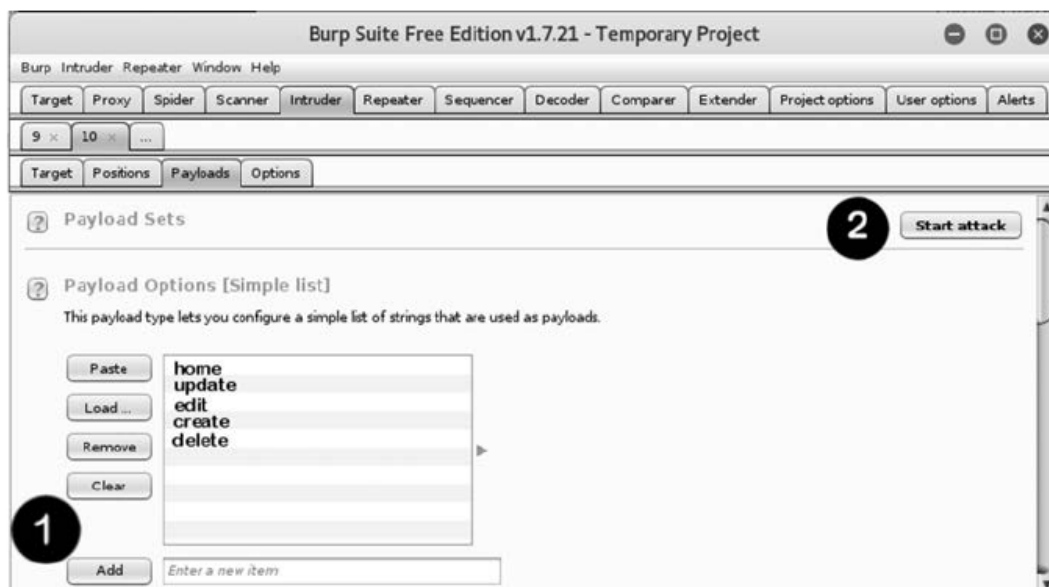 Burp Suite Free Edition v1.7.21 - Temporary Project
Burp Intruder Repeater Window Help
Target Proxy Spider Scanner Intruder Repeater Sequencer Decoder Comparer Extender Project options User options Alerts
9 × 10 × ...
Target Positions Payloads Options
? Payload Sets 2 Start attack
? Payload Options [Simple list]
This payload type lets you configure a simple list of strings that are used as payloads.
Paste home
update
Load ... edit
create
Remove delete
Clear
1
Add Enter a new item